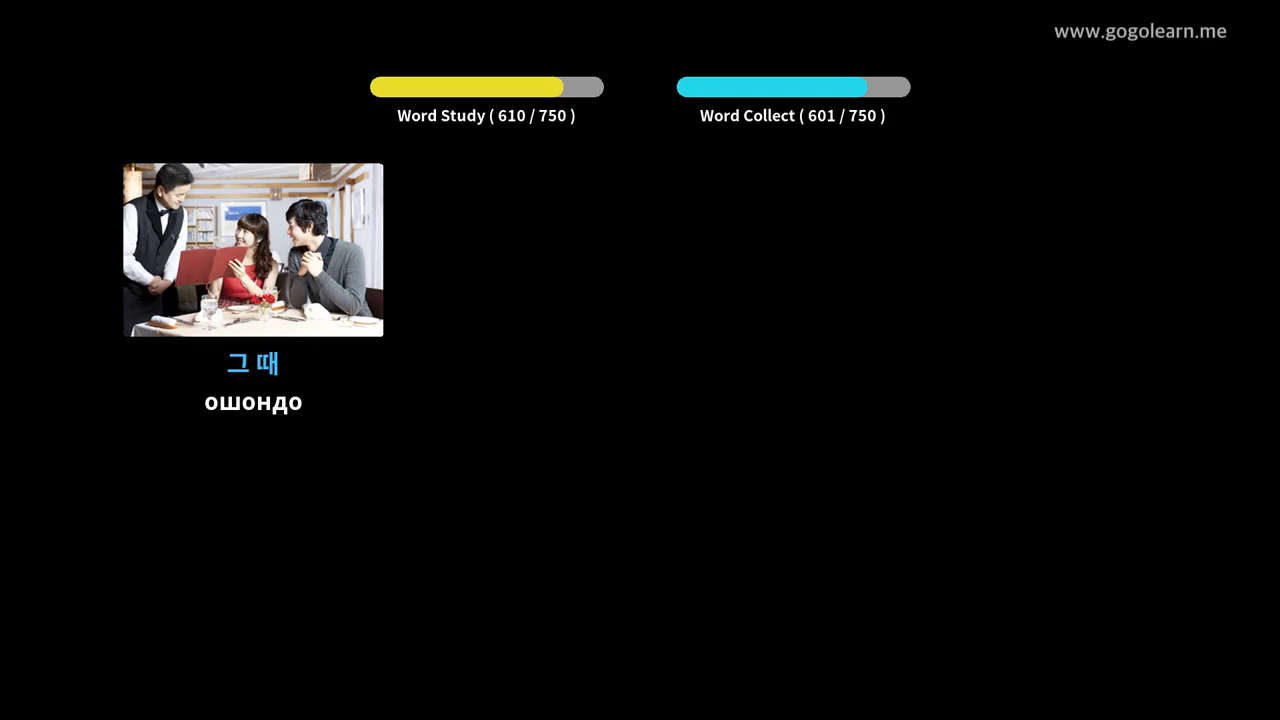 www.gogolearn.me
Word Study ( 610 / 750 )
Word Collect ( 601 / 750 )
그 때
ошондо